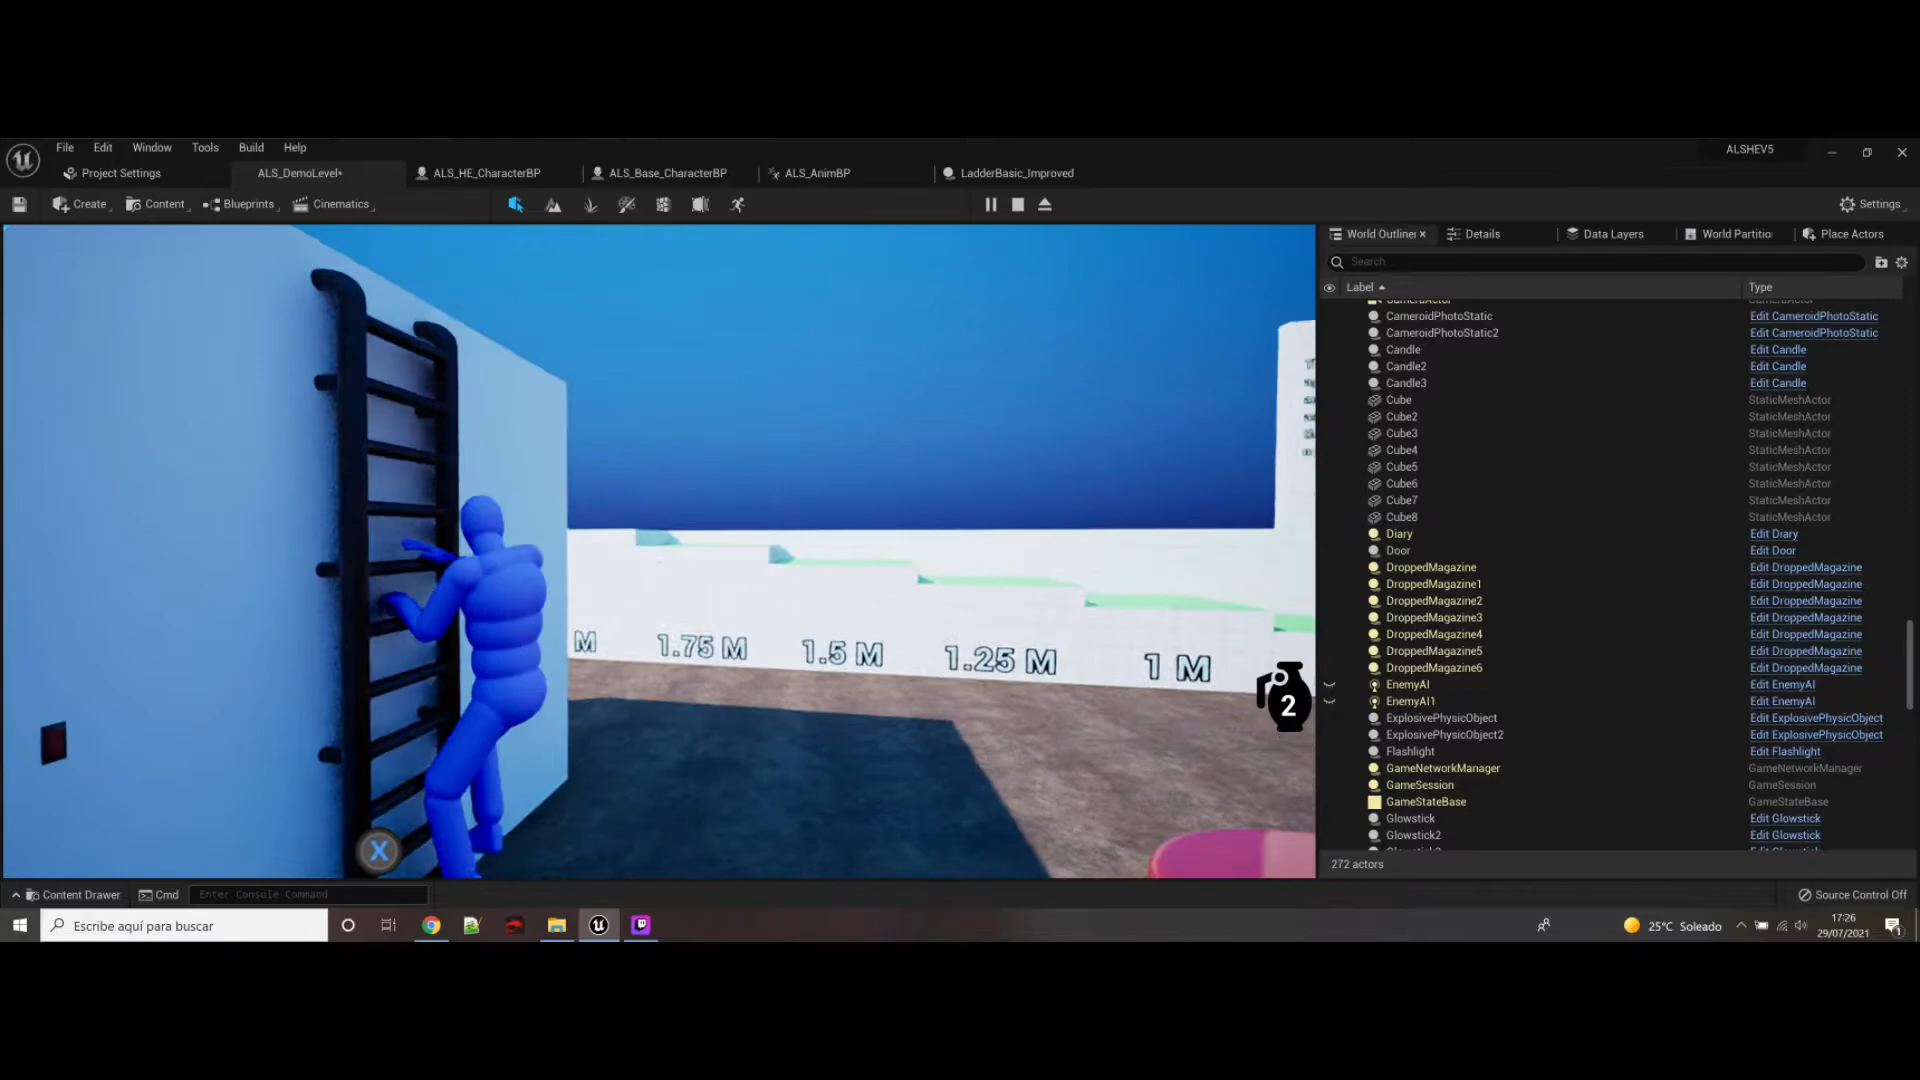 File Edit Window Tools Build Help
ALSHEV5
Project Settings
ALS_DemoLevel*
ALS_HE_CharacterBP
ALS_Base_CharacterBP
ALS_AnimBP
LadderBasic_Improved
Create Content Blueprints Cinematics
Settings
World Outliner Details Data Layers World Partitio Place Actors
Search...
Label Type
CameroidPhotoStatic Edit CameroidPhotoStatic
CameroidPhotoStatic2 Edit CameroidPhotoStatic
Candle Edit Candle
Candle2 Edit Candle
Candle3 Edit Candle
Cube StaticMeshActor
Cube2 StaticMeshActor
Cube3 StaticMeshActor
Cube4 StaticMeshActor
Cube5 StaticMeshActor
Cube6 StaticMeshActor
Cube7 StaticMeshActor
Cube8 StaticMeshActor
Diary Edit Diary
Door Edit Door
DroppedMagazine Edit DroppedMagazine
DroppedMagazine1 Edit DroppedMagazine
DroppedMagazine2 Edit DroppedMagazine
DroppedMagazine3 Edit DroppedMagazine
DroppedMagazine4 Edit DroppedMagazine
DroppedMagazine5 Edit DroppedMagazine
DroppedMagazine6 Edit DroppedMagazine
EnemyAI Edit EnemyAI
EnemyAI1 Edit EnemyAI
ExplosivePhysicObject Edit ExplosivePhysicObject
ExplosivePhysicObject2 Edit ExplosivePhysicObject
Flashlight Edit Flashlight
GameNetworkManager GameNetworkManager
GameSession GameSession
GameStateBase GameStateBase
Glowstick Edit Glowstick
Glowstick2 Edit Glowstick
272 actors
M 1.75 M 1.5 M 1.25 M 1 M
2
X
Content Drawer Cmd Enter Console Command
Source Control Off
Escribe aquí para buscar
25°C Soleado
17:26
29/07/2021
1